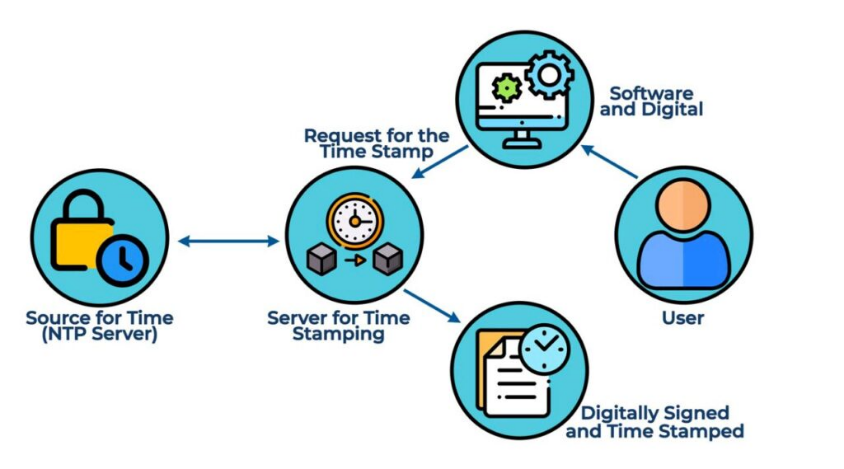 Software
and Digital
Request for the
Time Stamp
Source for Time
(NTP Server)
Server for Time
Stamping
User
Digitally Signed
and Time Stamped